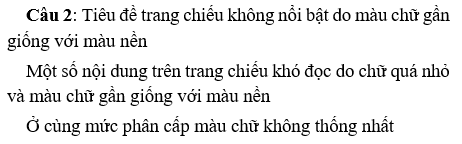 Câu 2: Tiêu đề trang chiếu không nổi bật do màu chữ gần
giống với màu nền
Một số nội dung trên trang chiếu khó đọc do chữ quá nhỏ
và màu chữ gần giống với màu nền
Ở cùng mức phân cấp màu chữ không thống nhất